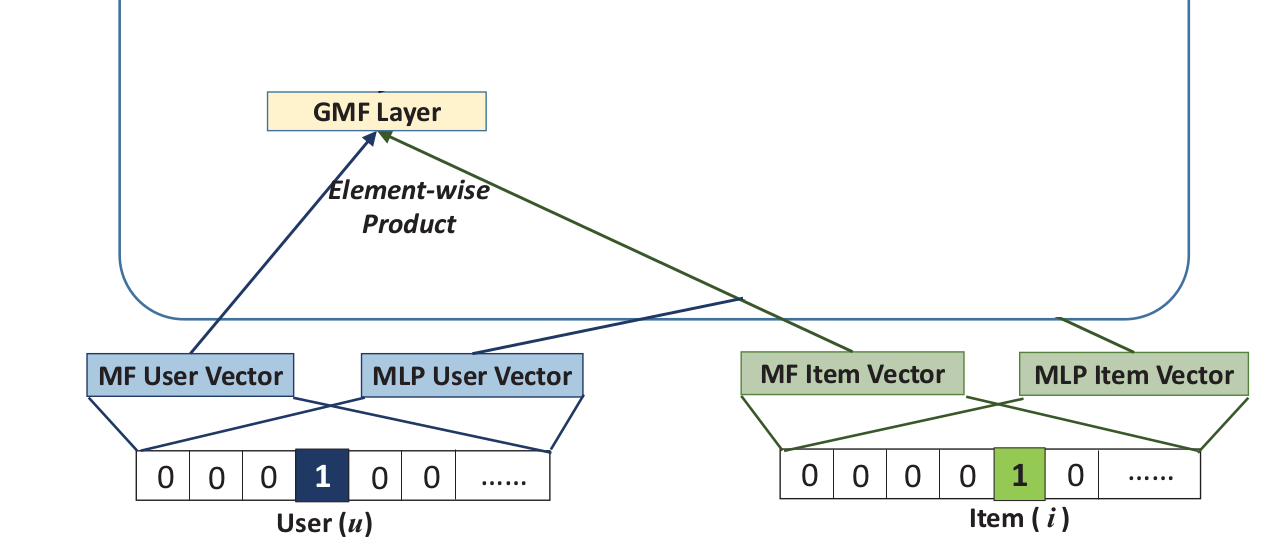 GMF Layer
Element-wise
Product
MF User Vector
MLP User Vector
MF Item Vector
MLP Item Vector
0 0 0 1 0 0 ......
0 0 0 0 1 0 ......
User (u)
Item ( i )